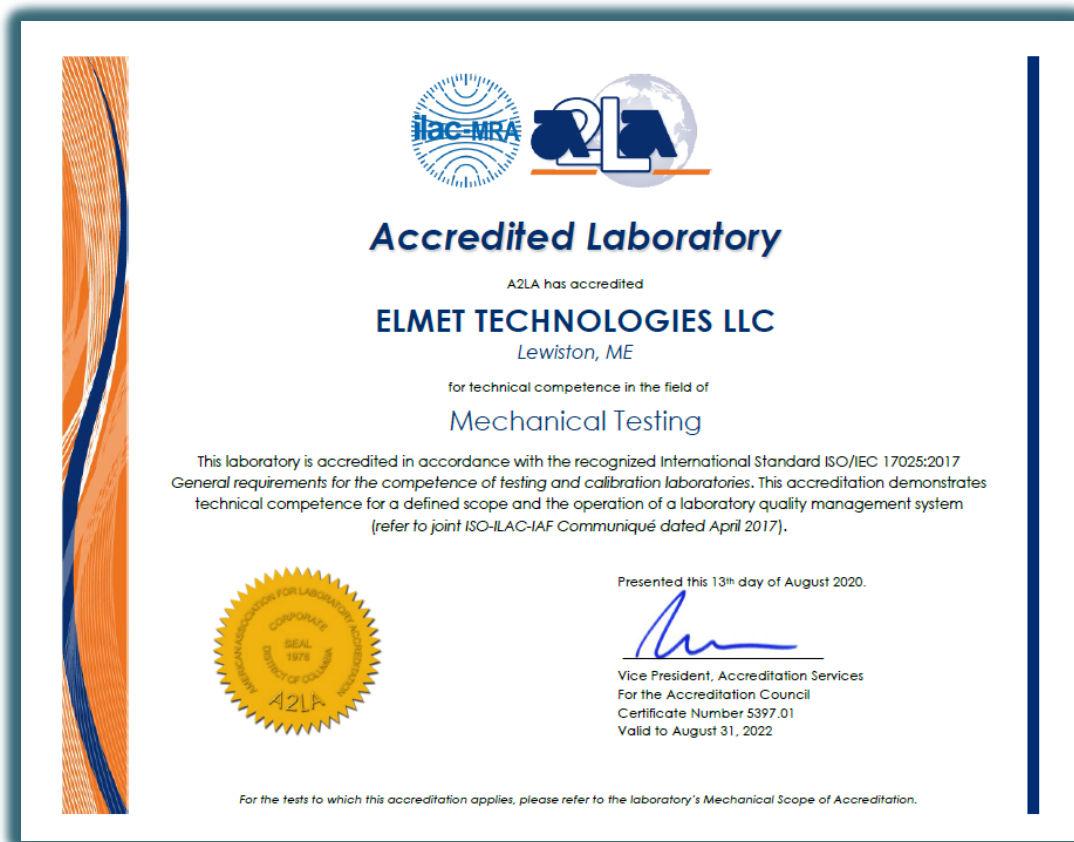 ilac-MRA
a2La
Accredited Laboratory
A2LA has accredited
ELMET TECHNOLOGIES LLC
Lewiston, ME
for technical competence in the field of
Mechanical Testing
This laboratory is accredited in accordance with the recognized International Standard ISO/IEC 17025:2017
General requirements for the competence of testing and calibration laboratories. This accreditation demonstrates
technical competence for a defined scope and the operation of a laboratory quality management system
(refer to joint ISO-ILAC-IAF Communiqué dated April 2017).
AMERICAN ASSOCIATION FOR LABORATORY ACCREDITATION
CORPORATE
SEAL
1978
DISTRICT OF COLUMBIA
A2LA
Presented this 13th day of August 2020.
Vice President, Accreditation Services
For the Accreditation Council
Certificate Number 5397.01
Valid to August 31, 2022
For the tests to which this accreditation applies, please refer to the laboratory's Mechanical Scope of Accreditation.